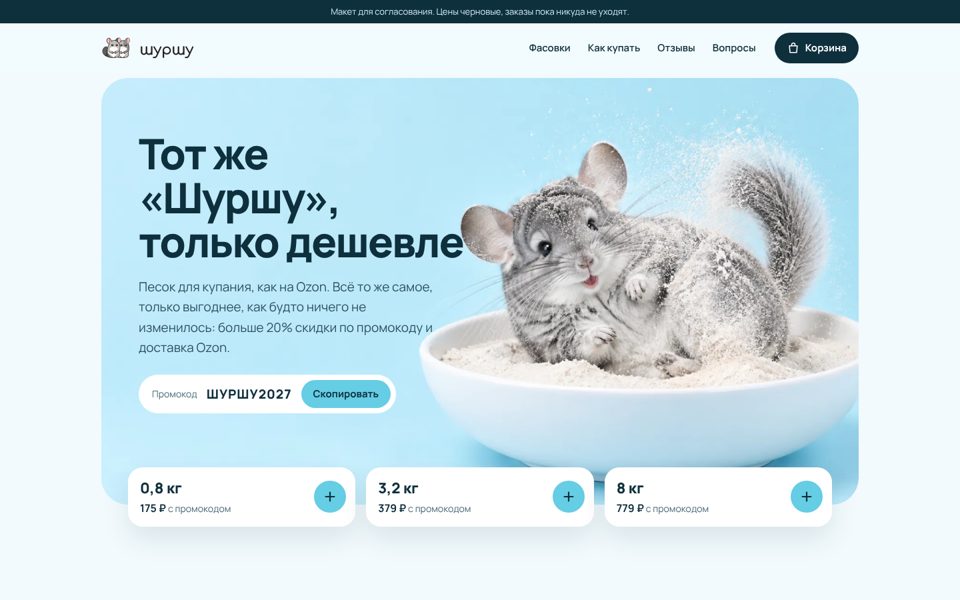 Макет для согласования. Цены черновые, заказы пока никуда не уходят.
шуршу
Фасовки
Как купать
Отзывы
Вопросы
Корзина
Тот же
«Шуршу»,
только дешевле
Песок для купания, как на Ozon. Всё то же самое,
только выгоднее, как будто ничего не
изменилось: больше 20% скидки по промокоду и
доставка Ozon.
Промокод ШУРШУ2027 Скопировать
0,8 кг
175 ₽ с промокодом
3,2 кг
379 ₽ с промокодом
8 кг
779 ₽ с промокодом